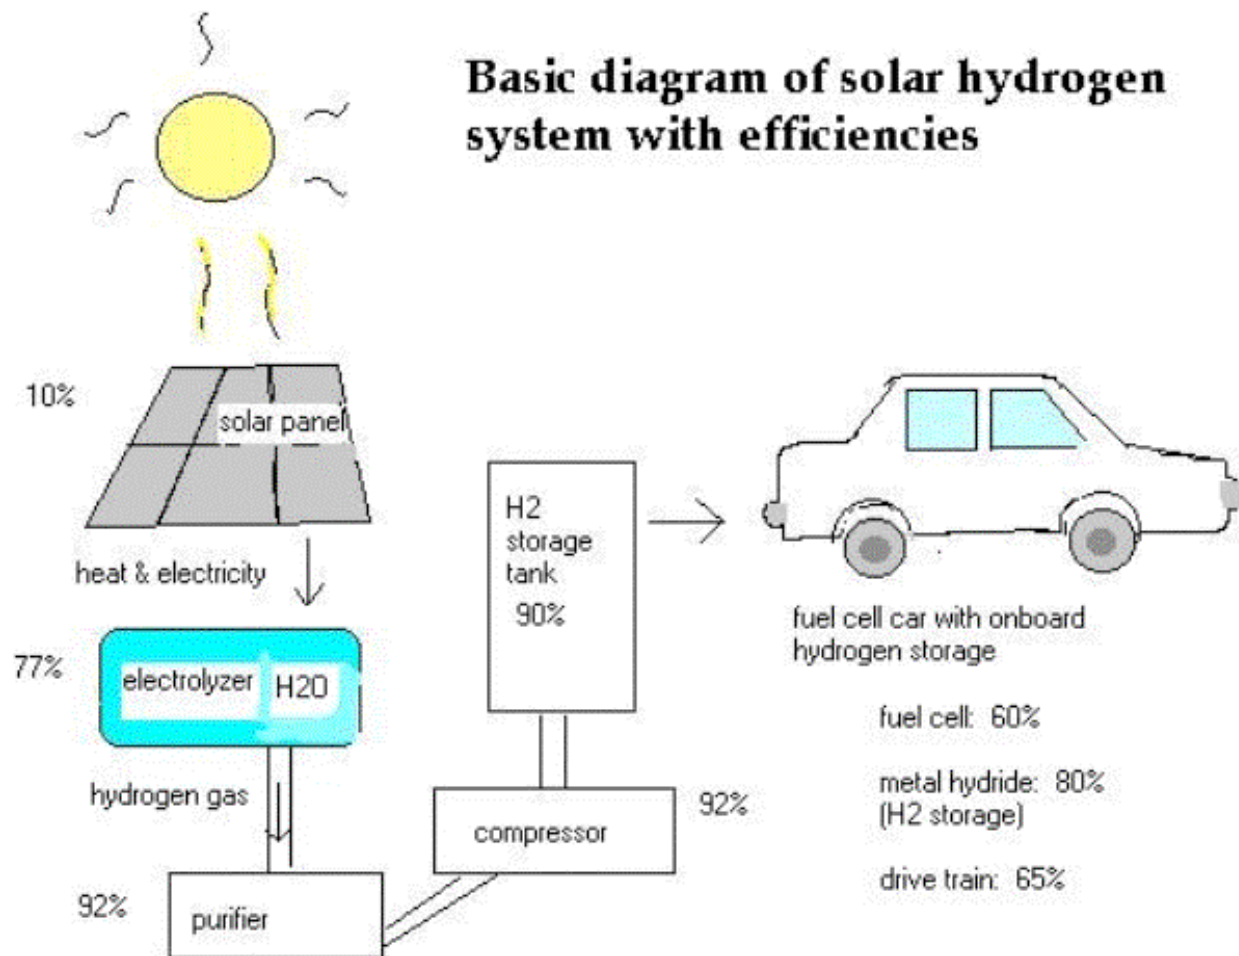 Basic diagram of solar hydrogen
system with efficiencies
10%
solar panel
heat & electricity
77%
electrolyzer
H2O
hydrogen gas
92%
purifier
compressor
92%
H2
storage
tank
90%
fuel cell car with onboard
hydrogen storage
fuel cell: 60%
metal hydride: 80%
(H2 storage)
drive train: 65%